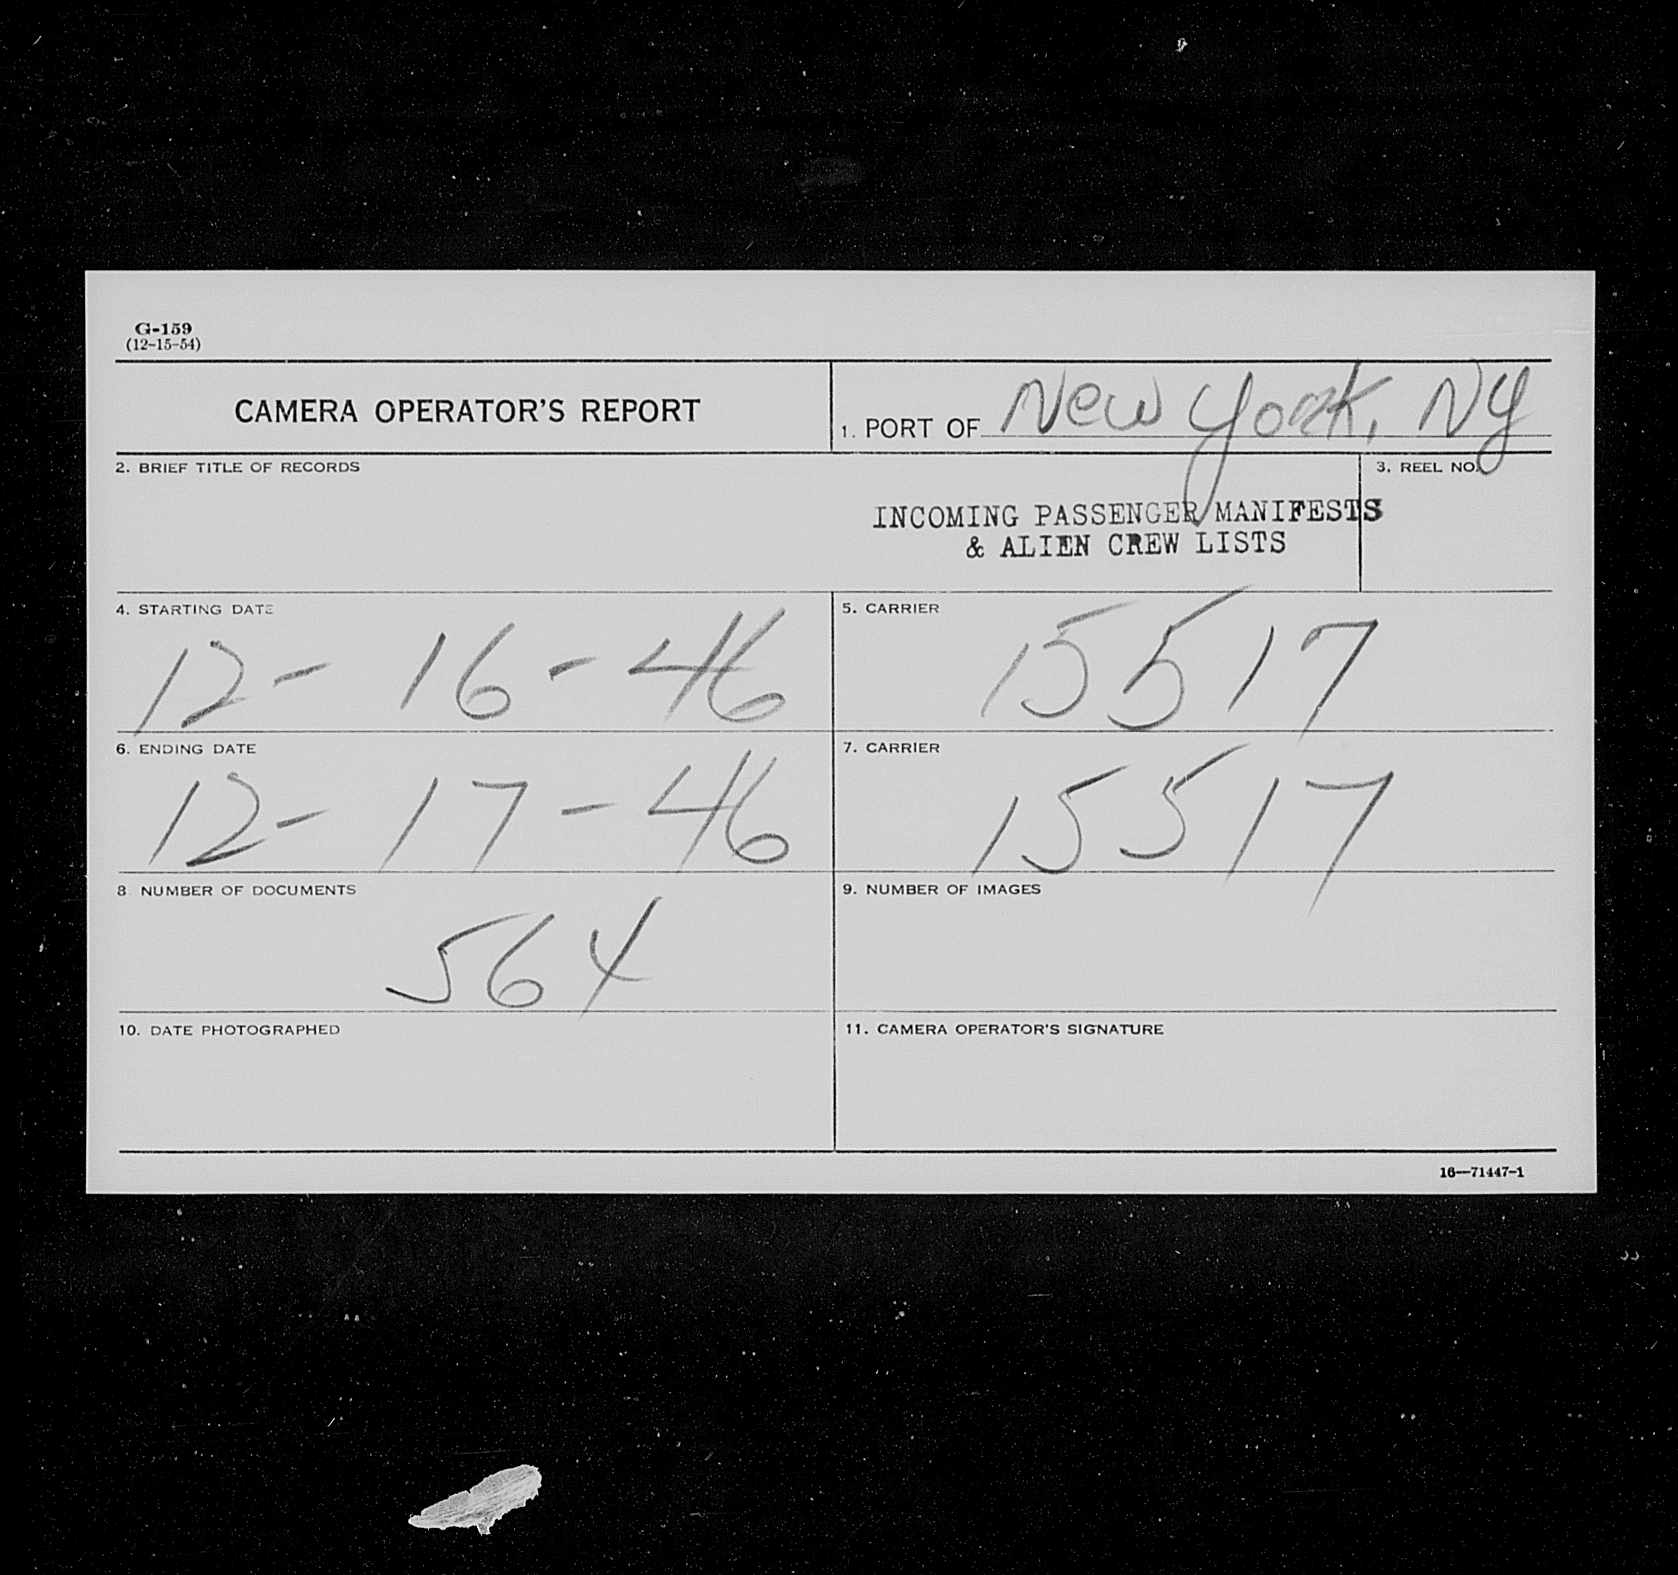 G-159
(12-15-54)
CAMERA OPERATOR'S REPORT
1. PORT OF New York, NY
2. BRIEF TITLE OF RECORDS
3. REEL NO.
INCOMING PASSENGER MANIFESTS
& ALIEN CREW LISTS
4. STARTING DATE
12-16-46
5. CARRIER
15517
6. ENDING DATE
12-17-46
7. CARRIER
15517
8 NUMBER OF DOCUMENTS
564
9. NUMBER OF IMAGES
10. DATE PHOTOGRAPHED
11. CAMERA OPERATOR'S SIGNATURE
16—71447-1